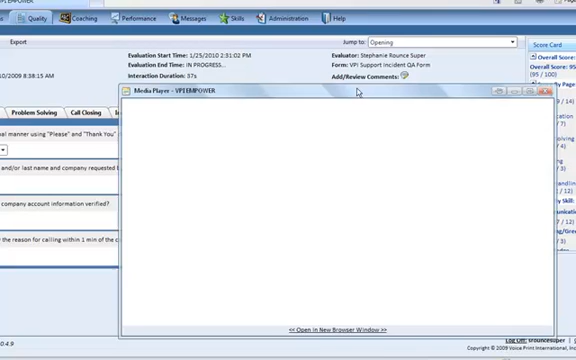 VPI EMPOWER
Quality Coaching Performance Messages Skills Administration Help
Export Jump to: Opening
Evaluation Start Time: 1/25/2010 2:31:02 PM Evaluator: Stephanie Rounce Super
/2009 8:38:15 AM Evaluation End Time: IN PROGRESS... Form: VPI Support Incident QA Form
Interaction Duration: 37s Add/Review Comments:
Score Card
Overall Score:
Overall Score: 95
(95 / 100)
Media Player - VPI EMPOWER
Problem Solving Call Closing
nal manner using "Please" and "Thank You"
and/or last name and company requested b
company account information verified?
y the reason for calling within 1 min of the c
<< Open In New Browser Window >>
.0.4.9
Log Off: srouncesuper
Copyright © 2009 Voice Print International, Inc.